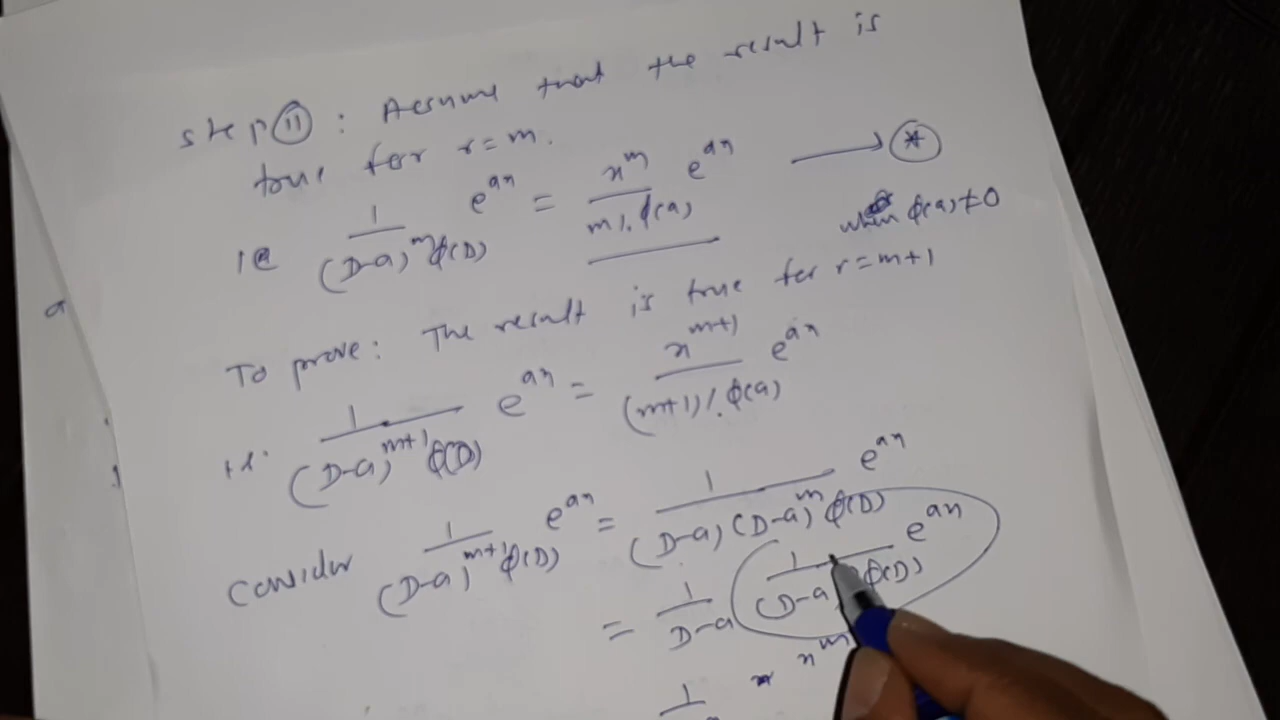 step (ii) : Assume that the result is
true for r = m.
ie 1/((D-a)^m φ(D)) e^{ax} = x^m/(m! φ(a)) e^{ax} → (*)
when φ(a) ≠ 0
To prove : The result is true for r = m+1
ie. 1/((D-a)^{m+1} φ(D)) e^{ax} = x^{m+1}/((m+1)! φ(a)) e^{ax}
Consider 1/((D-a)^{m+1} φ(D)) e^{ax} = 1/((D-a)(D-a)^m φ(D)) e^{ax}
= 1/(D-a) 1/((D-a) φ(D)) e^{ax}
1 x^m